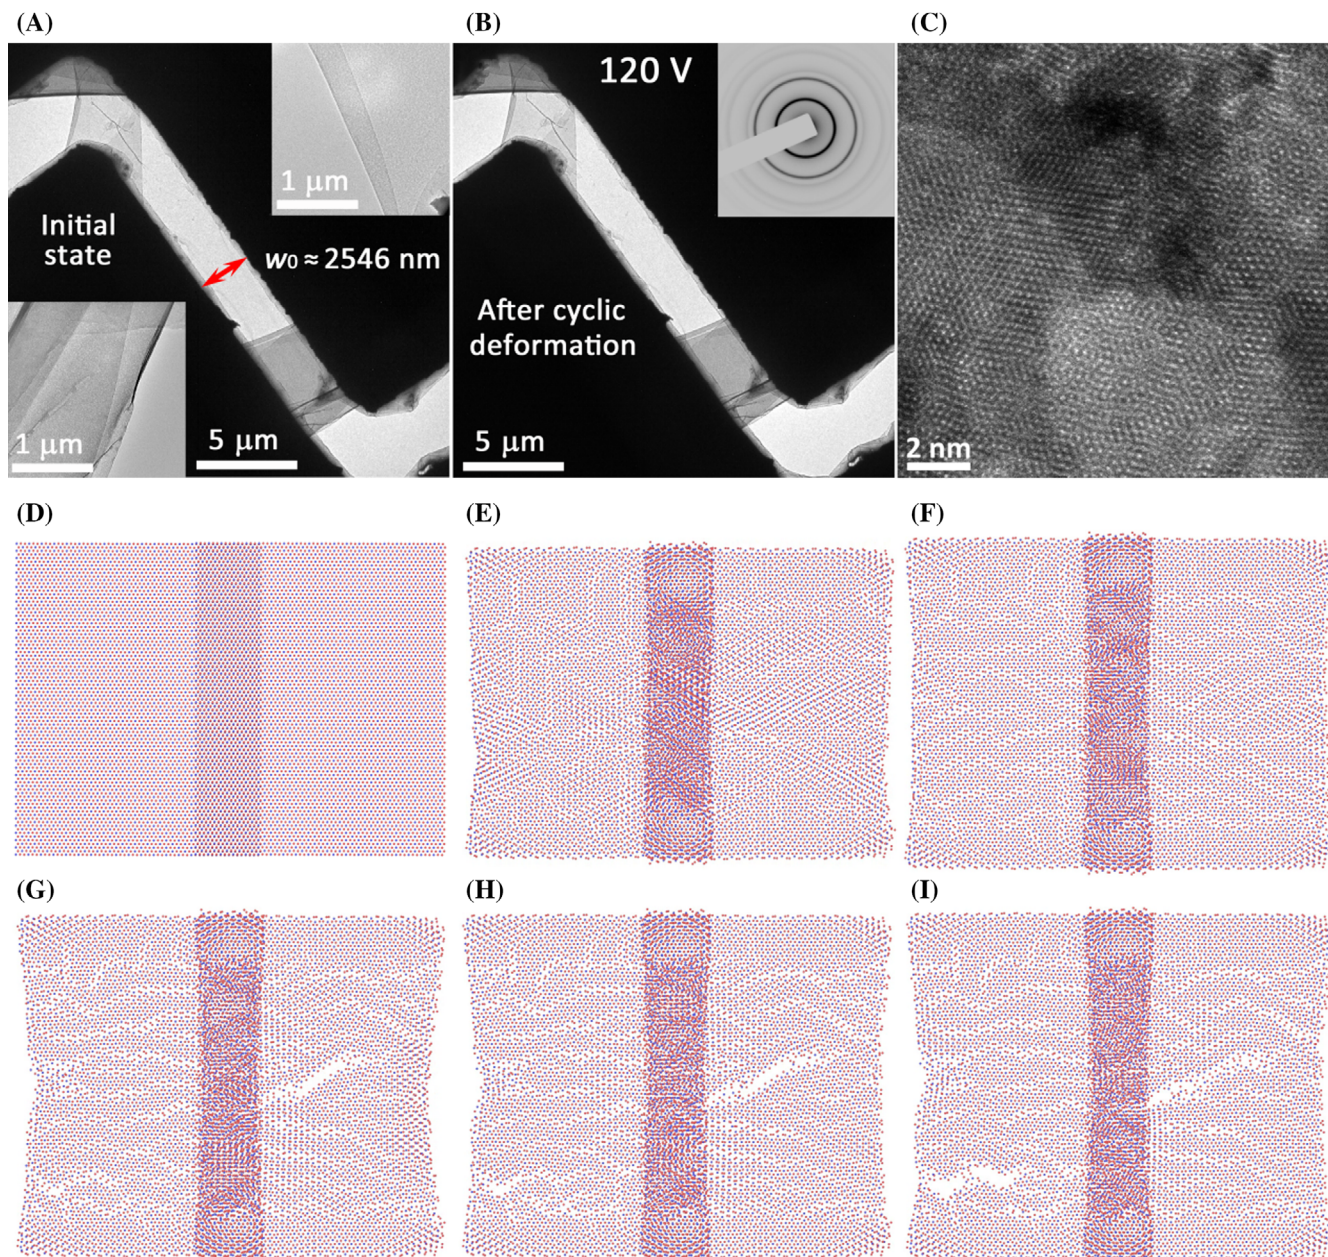 (A)
(B)
(C)
1 μm
Initial
state
w0 ≈ 2546 nm
1 μm
5 μm
120 V
After cyclic
deformation
5 μm
2 nm
(D)
(E)
(F)
(G)
(H)
(I)